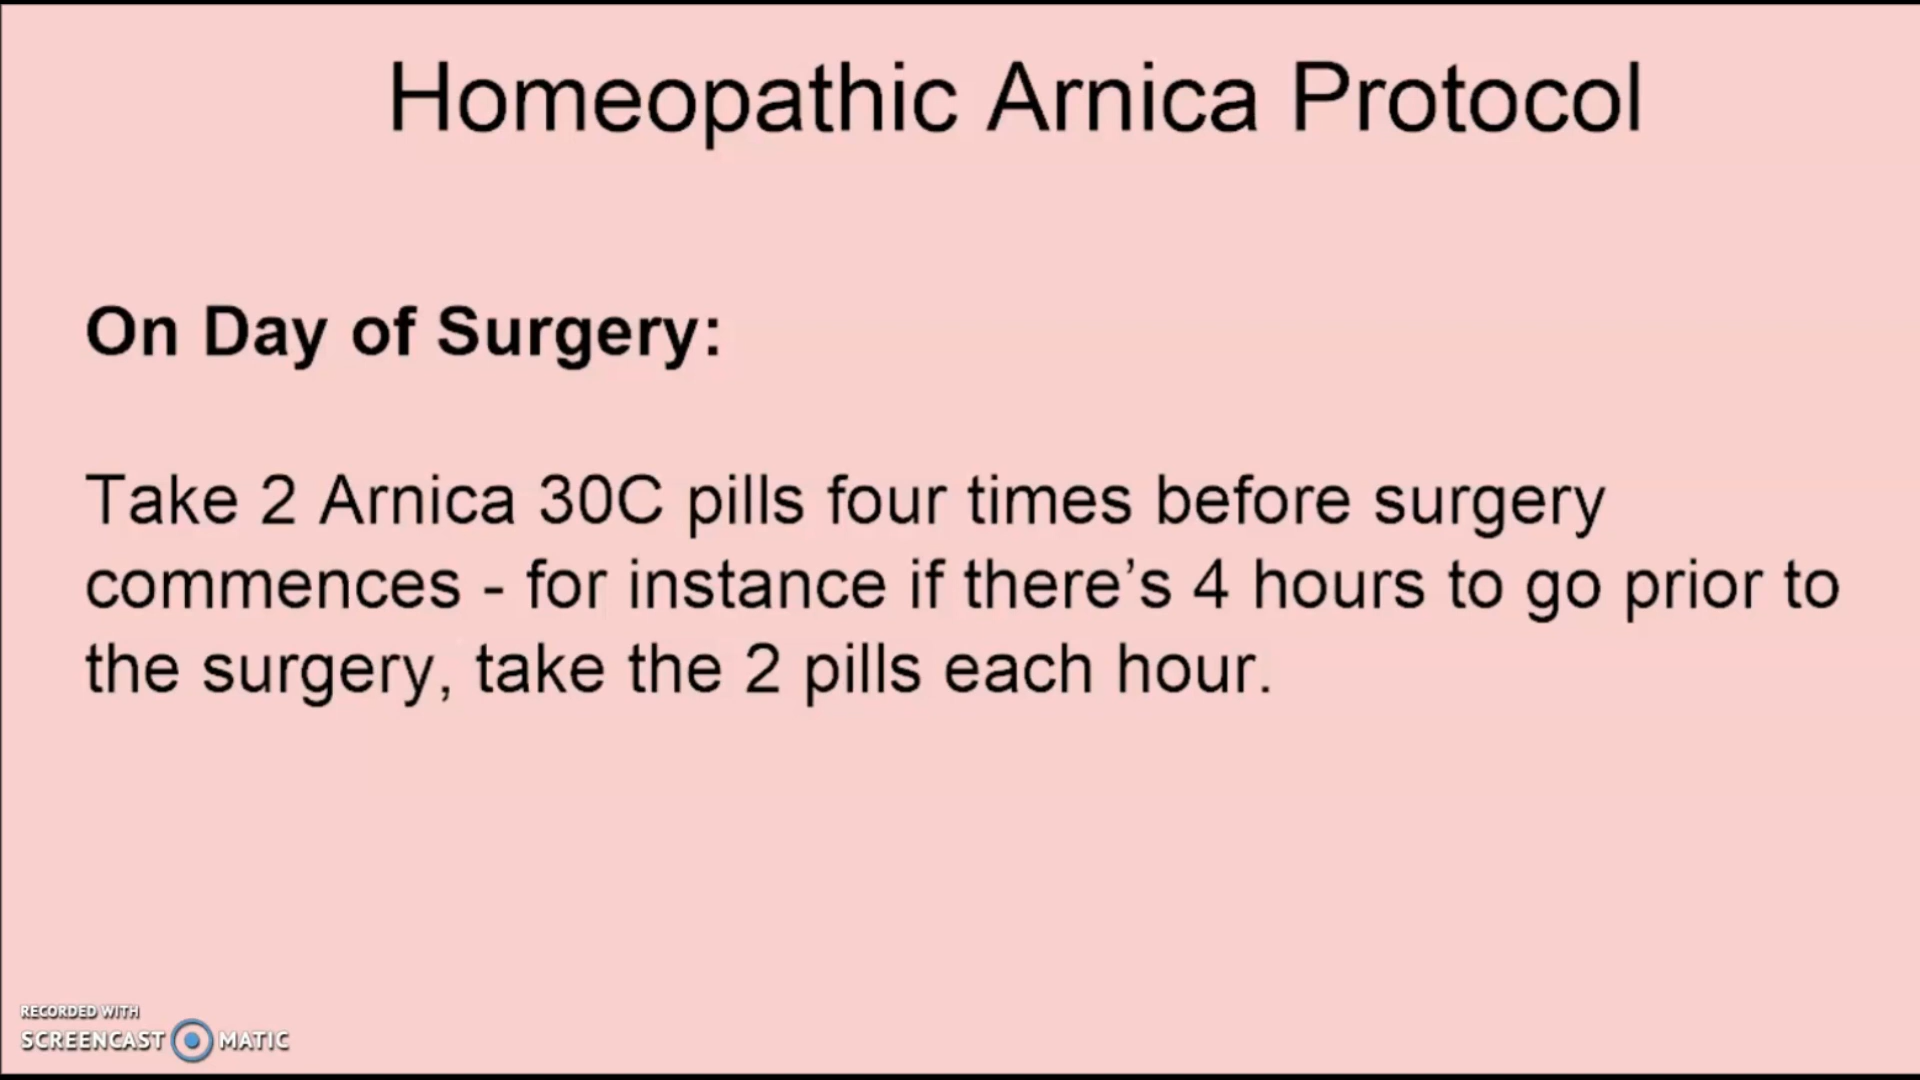 Homeopathic Arnica Protocol
On Day of Surgery:
Take 2 Arnica 30C pills four times before surgery
commences - for instance if there's 4 hours to go prior to
the surgery, take the 2 pills each hour.
RECORDED WITH
SCREENCAST MATIC